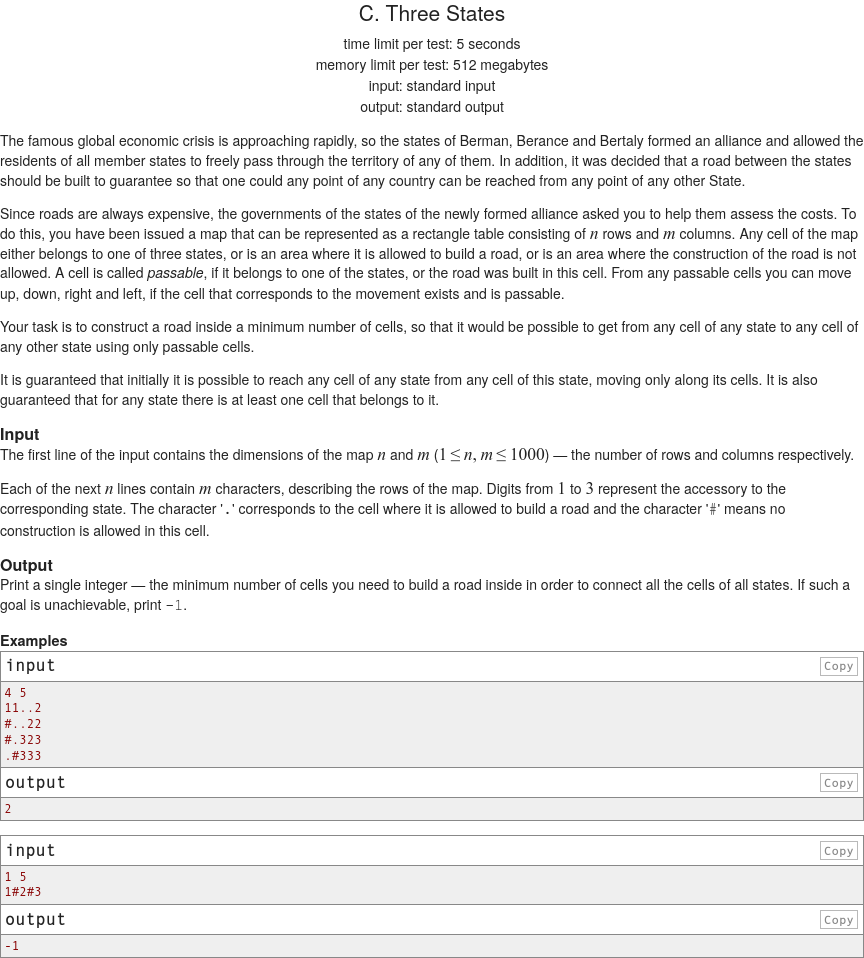 C. Three States
time limit per test: 5 seconds
memory limit per test: 512 megabytes
input: standard input
output: standard output
The famous global economic crisis is approaching rapidly, so the states of Berman, Berance and Bertaly formed an alliance and allowed the
residents of all member states to freely pass through the territory of any of them. In addition, it was decided that a road between the states
should be built to guarantee so that one could any point of any country can be reached from any point of any other State.
Since roads are always expensive, the governments of the states of the newly formed alliance asked you to help them assess the costs. To
do this, you have been issued a map that can be represented as a rectangle table consisting of n rows and m columns. Any cell of the map
either belongs to one of three states, or is an area where it is allowed to build a road, or is an area where the construction of the road is not
allowed. A cell is called passable, if it belongs to one of the states, or the road was built in this cell. From any passable cells you can move
up, down, right and left, if the cell that corresponds to the movement exists and is passable.
Your task is to construct a road inside a minimum number of cells, so that it would be possible to get from any cell of any state to any cell of
any other state using only passable cells.
It is guaranteed that initially it is possible to reach any cell of any state from any cell of this state, moving only along its cells. It is also
guaranteed that for any state there is at least one cell that belongs to it.
Input
The first line of the input contains the dimensions of the map n and m (1 ≤ n, m ≤ 1000) — the number of rows and columns respectively.
Each of the next n lines contain m characters, describing the rows of the map. Digits from 1 to 3 represent the accessory to the
corresponding state. The character '.' corresponds to the cell where it is allowed to build a road and the character '#' means no
construction is allowed in this cell.
Output
Print a single integer — the minimum number of cells you need to build a road inside in order to connect all the cells of all states. If such a
goal is unachievable, print -1.
Examples
input Copy
4 5
11..2
#..22
#.323
.#333
output Copy
2
input Copy
1 5
1#2#3
output Copy
-1